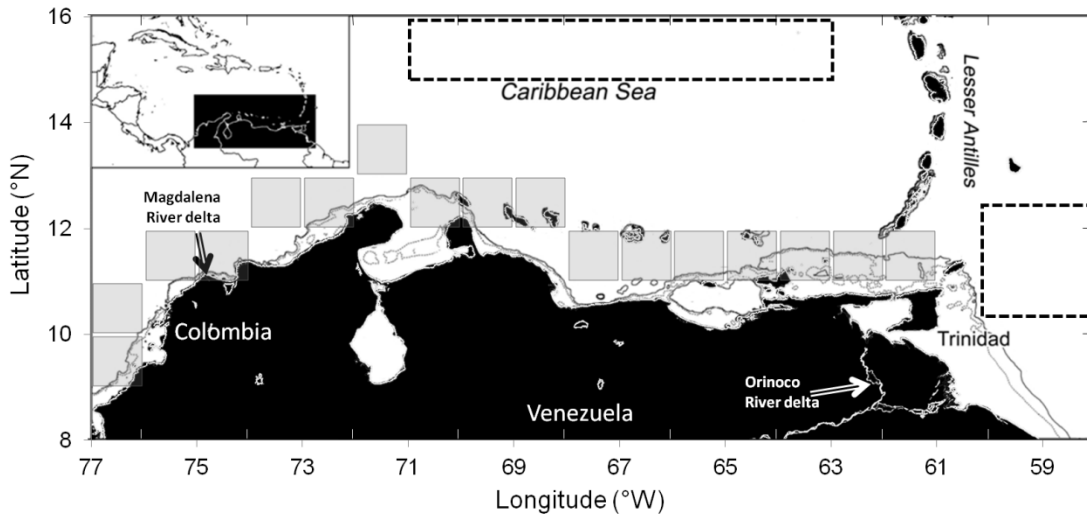 16
14
12
10
8
Latitude (°N)
Caribbean Sea
Lesser Antilles
Magdalena
River delta
Colombia
Venezuela
Trinidad
Orinoco
River delta
77 75 73 71 69 67 65 63 61 59
Longitude (°W)